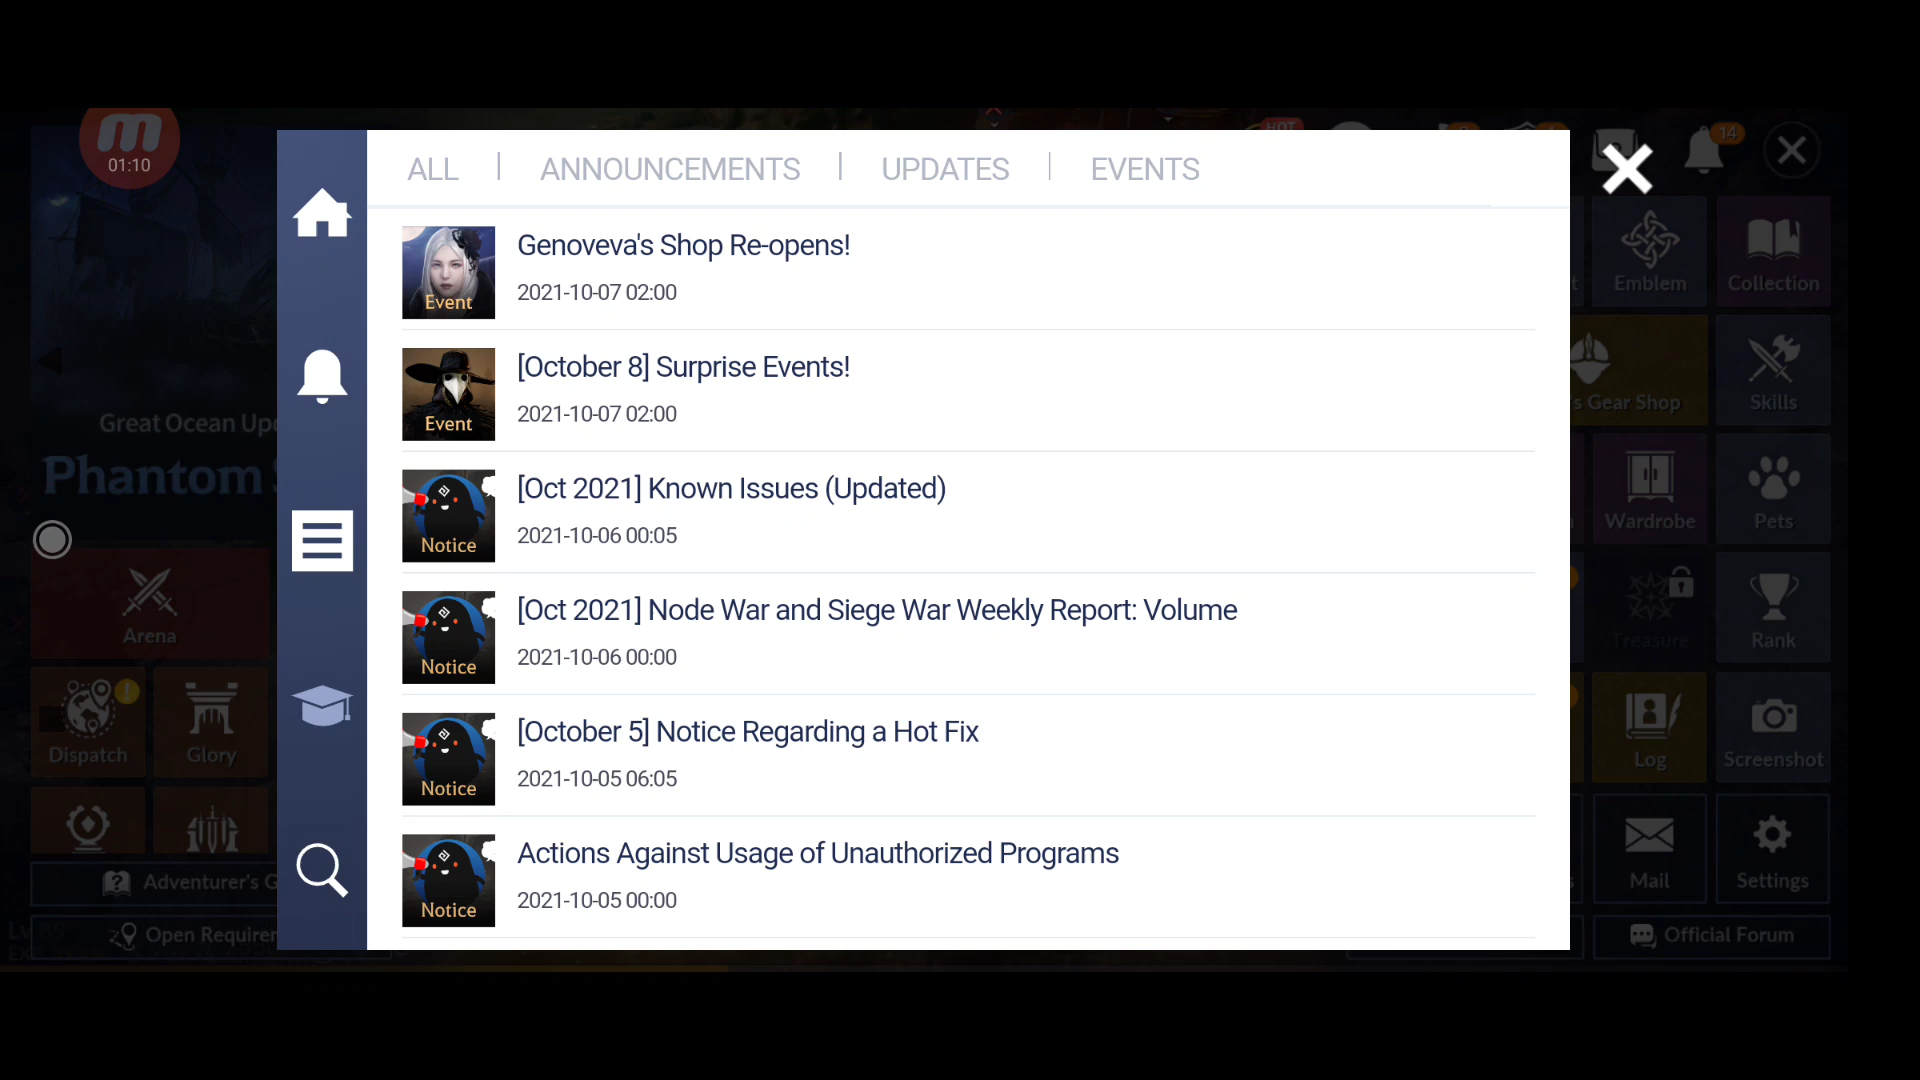 01:10
HOT
14
ALL | ANNOUNCEMENTS | UPDATES | EVENTS
Genoveva's Shop Re-opens!
Event
2021-10-07 02:00
[October 8] Surprise Events!
Event
2021-10-07 02:00
[Oct 2021] Known Issues (Updated)
Notice
2021-10-06 00:05
[Oct 2021] Node War and Siege War Weekly Report: Volume
Notice
2021-10-06 00:00
[October 5] Notice Regarding a Hot Fix
Notice
2021-10-05 06:05
Actions Against Usage of Unauthorized Programs
Notice
2021-10-05 00:00
Great Ocean Upd
Phantom S
Arena
Dispatch
Glory
Adventurer's G
Open Requirem
Emblem
Collection
's Gear Shop
Skills
Wardrobe
Pets
Treasure
Rank
Log
Screenshot
Mail
Settings
Official Forum